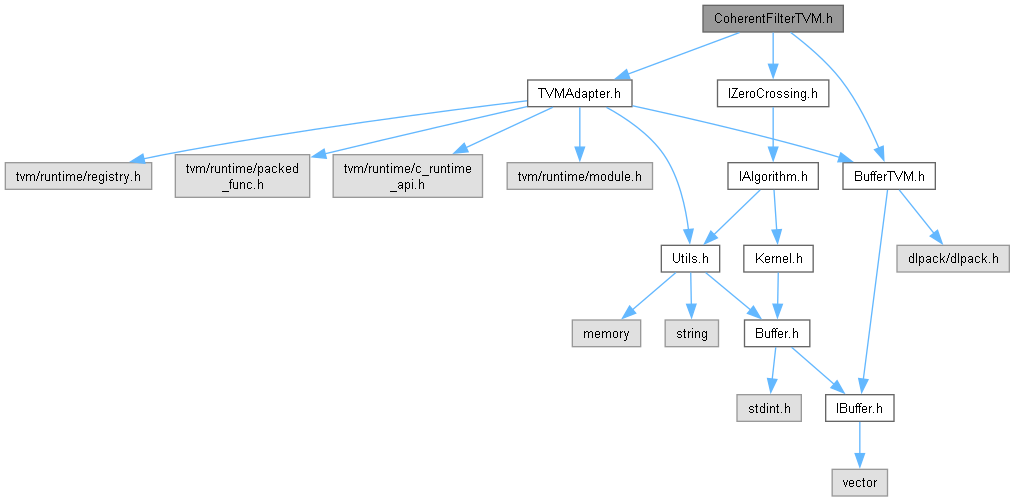 CoherentFilterTVM.h
TVMAdapter.h
IZeroCrossing.h
tvm/runtime/registry.h
tvm/runtime/packed
_func.h
tvm/runtime/c_runtime
_api.h
tvm/runtime/module.h
IAlgorithm.h
BufferTVM.h
Utils.h
Kernel.h
dlpack/dlpack.h
memory
string
Buffer.h
stdint.h
IBuffer.h
vector